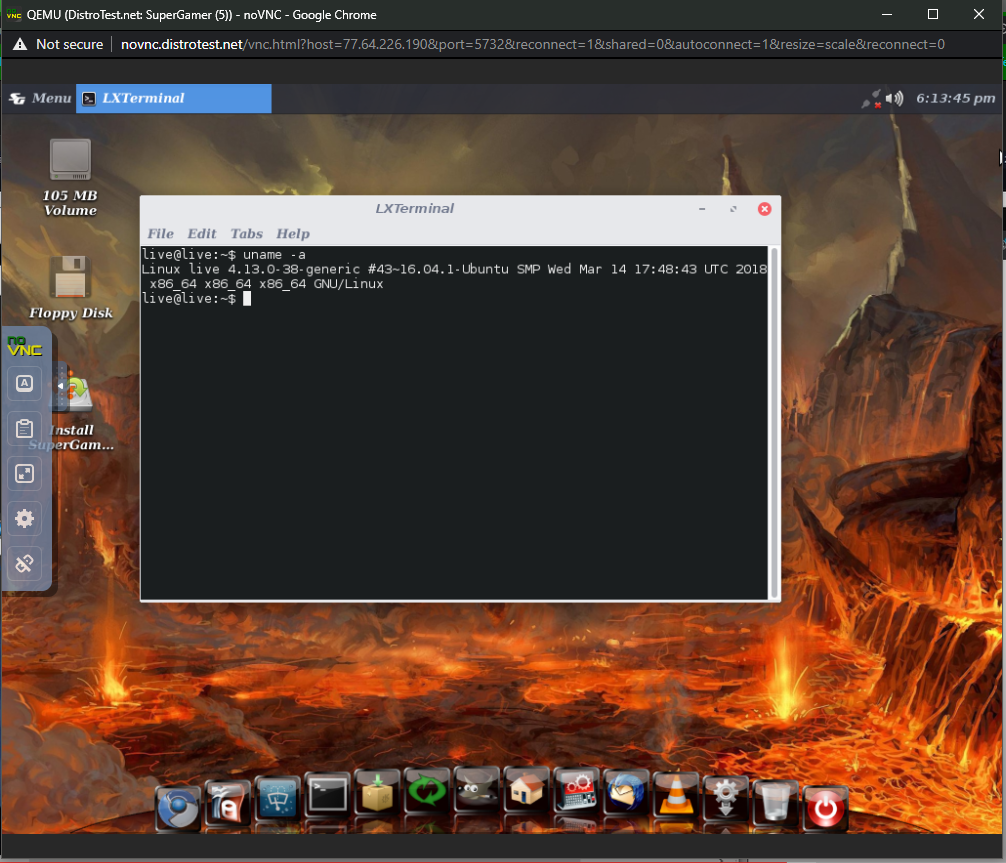 QEMU (DistroTest.net: SuperGamer (5)) - noVNC - Google Chrome
Not secure novnc.distrotest.net/vnc.html?host=77.64.226.190&port=5732&reconnect=1&shared=0&autoconnect=1&resize=scale&reconnect=0
Menu LXTerminal 6:13:45 pm
105 MB
Volume
LXTerminal
File Edit Tabs Help
live@live:~$ uname -a
Linux live 4.13.0-38-generic #43~16.04.1-Ubuntu SMP Wed Mar 14 17:48:43 UTC 2018
x86_64 x86_64 x86_64 GNU/Linux
live@live:~$
Floppy Disk
no
VNC
A
Install
SuperGam...